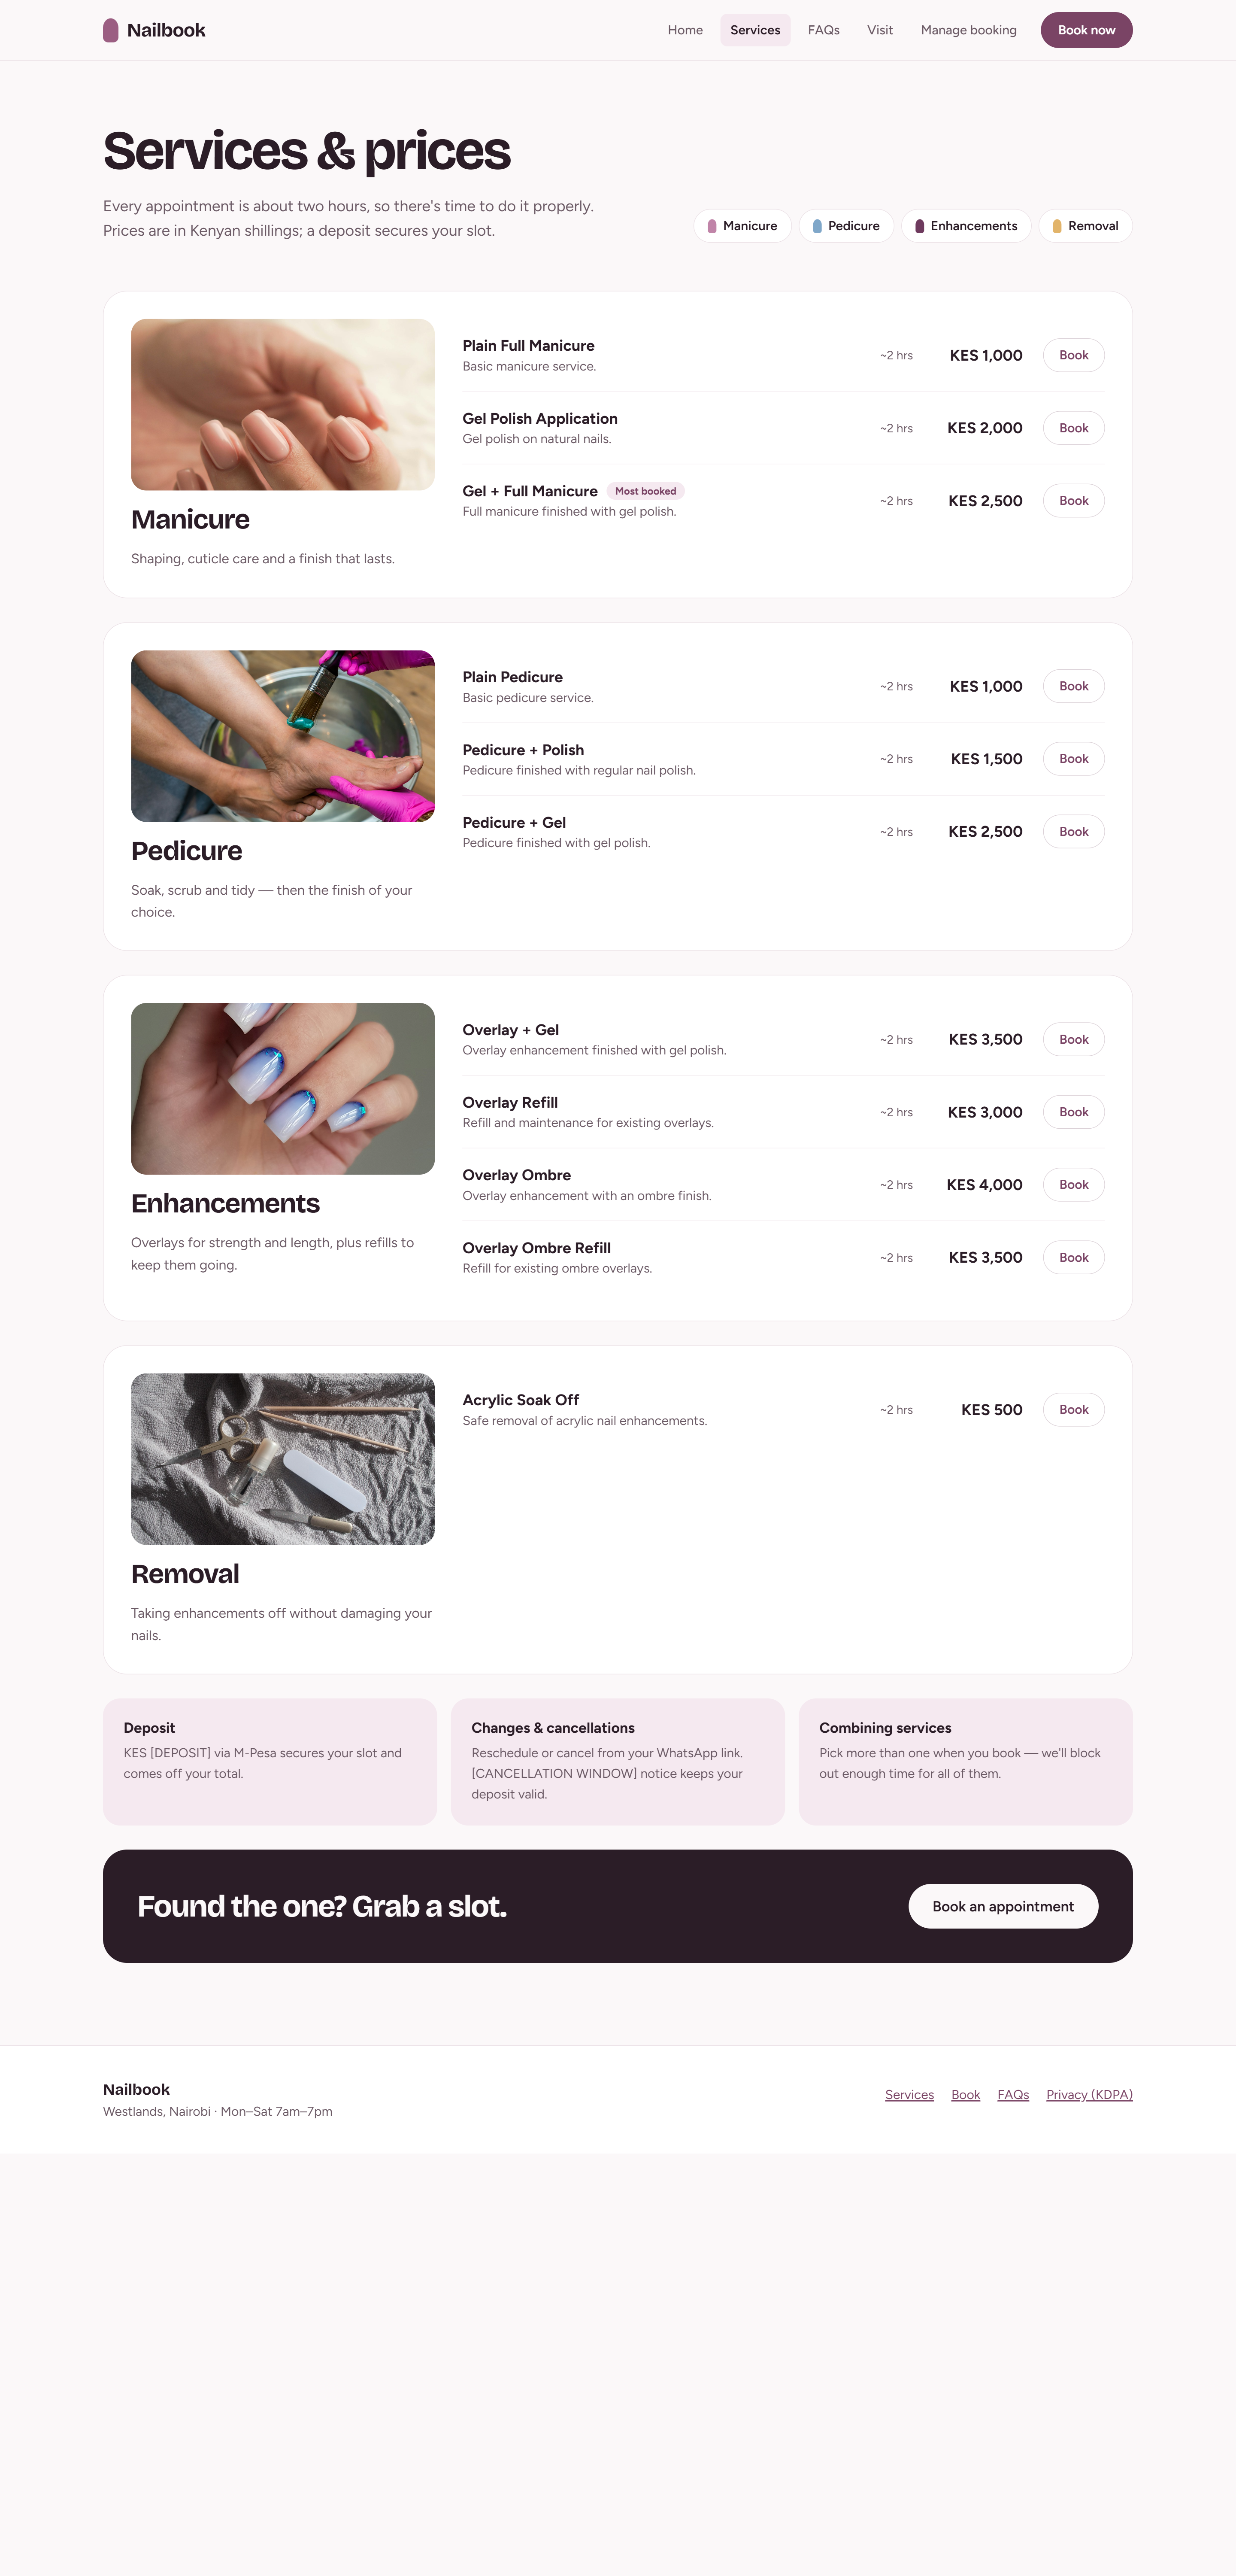 Nailbook
Home
Services
FAQs
Visit
Manage booking
Book now
Services & prices
Every appointment is about two hours, so there's time to do it properly.
Prices are in Kenyan shillings; a deposit secures your slot.
Manicure
Pedicure
Enhancements
Removal
Manicure
Shaping, cuticle care and a finish that lasts.
Plain Full Manicure
Basic manicure service.
~2 hrs
KES 1,000
Book
Gel Polish Application
Gel polish on natural nails.
~2 hrs
KES 2,000
Book
Gel + Full Manicure
Most booked
Full manicure finished with gel polish.
~2 hrs
KES 2,500
Book
Pedicure
Soak, scrub and tidy — then the finish of your
choice.
Plain Pedicure
Basic pedicure service.
~2 hrs
KES 1,000
Book
Pedicure + Polish
Pedicure finished with regular nail polish.
~2 hrs
KES 1,500
Book
Pedicure + Gel
Pedicure finished with gel polish.
~2 hrs
KES 2,500
Book
Enhancements
Overlays for strength and length, plus refills to
keep them going.
Overlay + Gel
Overlay enhancement finished with gel polish.
~2 hrs
KES 3,500
Book
Overlay Refill
Refill and maintenance for existing overlays.
~2 hrs
KES 3,000
Book
Overlay Ombre
Overlay enhancement with an ombre finish.
~2 hrs
KES 4,000
Book
Overlay Ombre Refill
Refill for existing ombre overlays.
~2 hrs
KES 3,500
Book
Removal
Taking enhancements off without damaging your
nails.
Acrylic Soak Off
Safe removal of acrylic nail enhancements.
~2 hrs
KES 500
Book
Deposit
KES [DEPOSIT] via M-Pesa secures your slot and
comes off your total.
Changes & cancellations
Reschedule or cancel from your WhatsApp link.
[CANCELLATION WINDOW] notice keeps your
deposit valid.
Combining services
Pick more than one when you book — we'll block
out enough time for all of them.
Found the one? Grab a slot.
Book an appointment
Nailbook
Westlands, Nairobi · Mon–Sat 7am–7pm
Services
Book
FAQs
Privacy (KDPA)